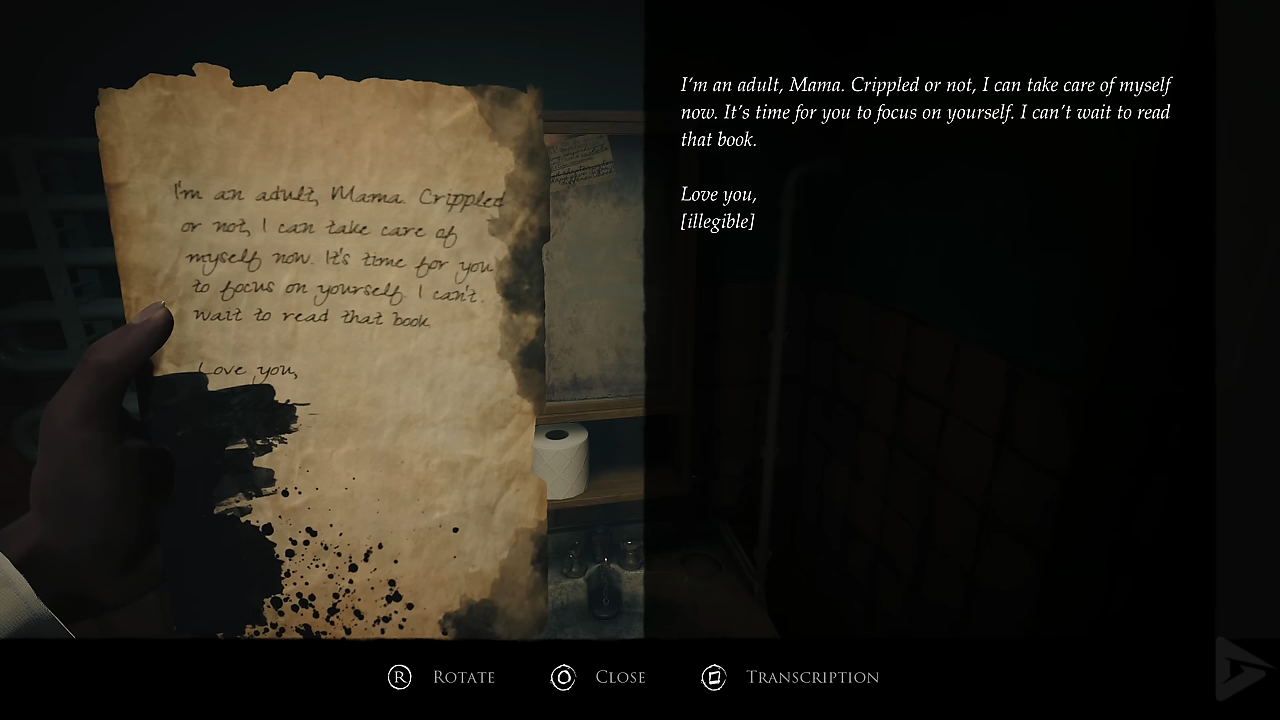 I'm an adult, Mama. Crippled
or not, I can take care of
myself now. It's time for you
to focus on yourself. I can't.
wait to read that book.
Love you,
I'm an adult, Mama. Crippled or not, I can take care of myself
now. It's time for you to focus on yourself. I can't wait to read
that book.
Love you,
[illegible]
R ROTATE
CLOSE
TRANSCRIPTION